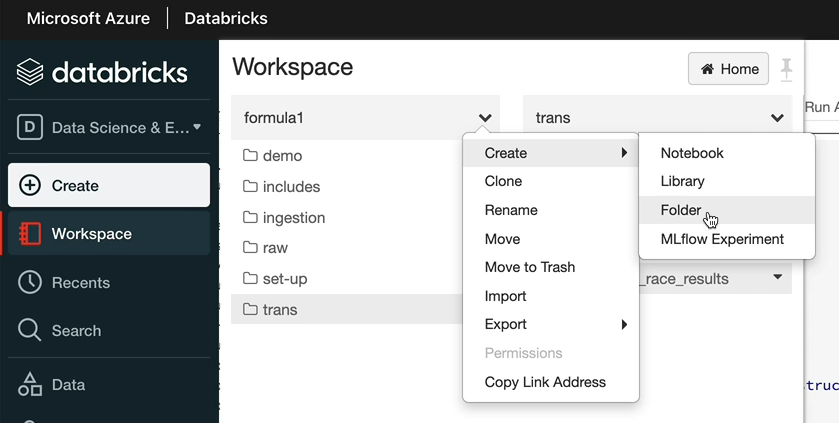 Microsoft Azure | Databricks
databricks
D Data Science & E...
Create
Workspace
Recents
Search
Data
Workspace
Home
formula1
trans
Run A
demo
includes
ingestion
raw
set-up
trans
Create
Clone
Rename
Move
Move to Trash
Import
Export
Permissions
Copy Link Address
Notebook
Library
Folder
MLflow Experiment
_race_results
truc